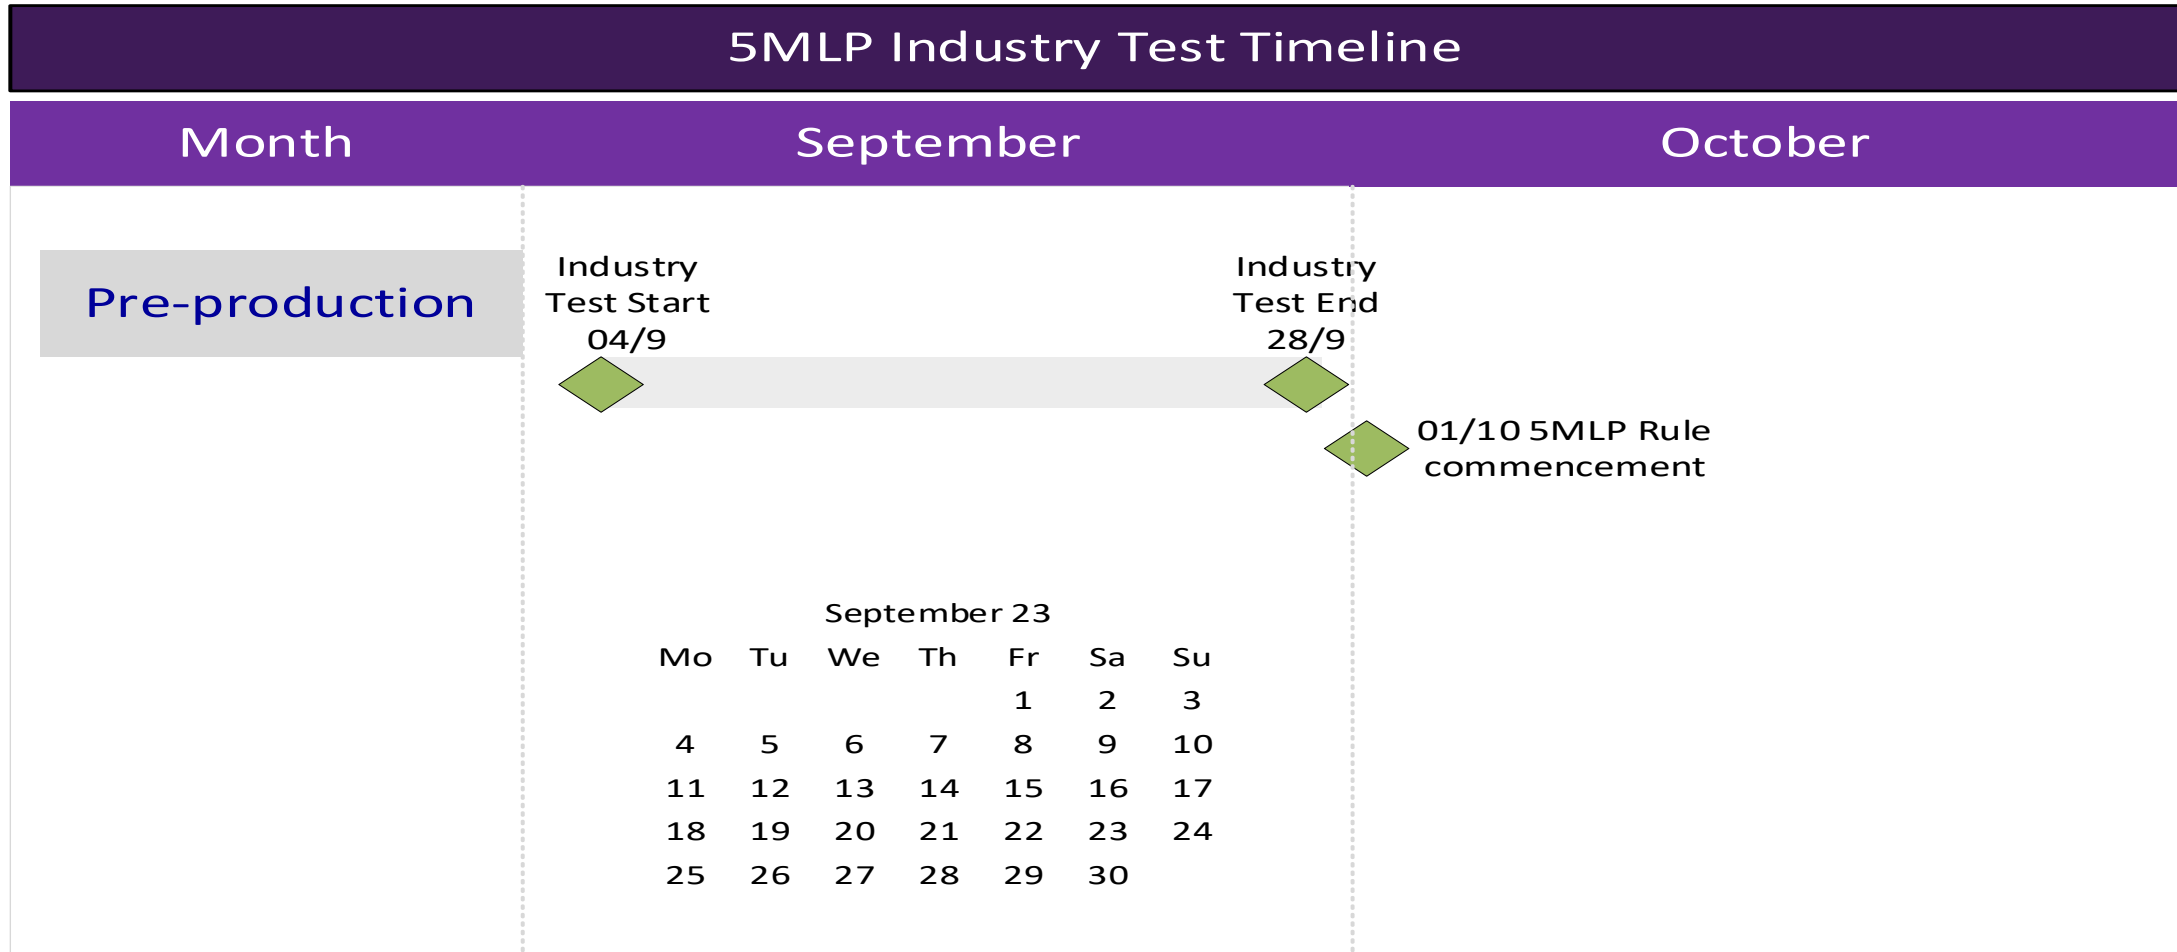 5MLP Industry Test Timeline
Month September October
Pre-production
Industry
Test Start
04/9
Industry
Test End
28/9
01/10 5MLP Rule
commencement
September 23
Mo Tu We Th Fr Sa Su
1 2 3
4 5 6 7 8 9 10
11 12 13 14 15 16 17
18 19 20 21 22 23 24
25 26 27 28 29 30